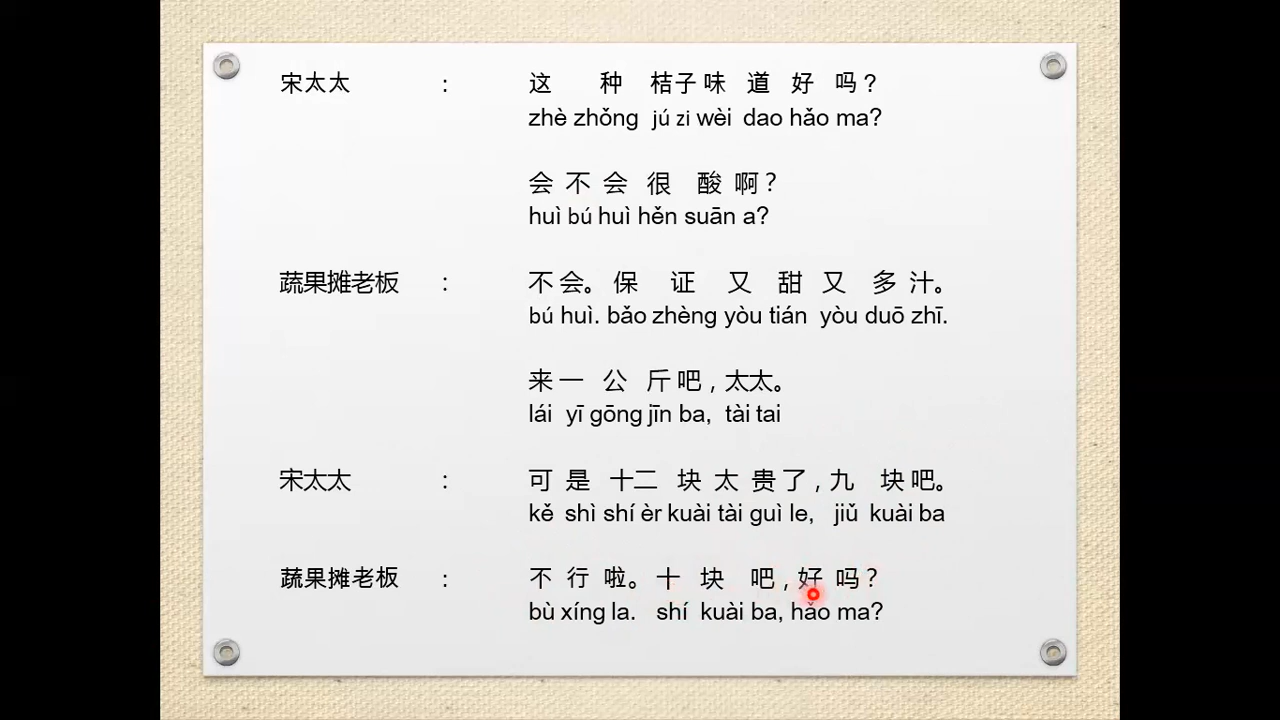 宋太太 : 这 种 桔子 味 道 好 吗？
zhè zhǒng jú zi wèi dao hǎo ma?
会 不 会 很 酸 啊？
huì bú huì hěn suān a?
蔬果摊老板 : 不 会。 保 证 又 甜 又 多 汁。
bú huì. bǎo zhèng yòu tián yòu duō zhī.
来 一 公 斤 吧 , 太太。
lái yī gōng jīn ba, tài tai
宋太太 : 可 是 十二 块 太 贵 了 , 九 块 吧。
kě shì shí èr kuài tài guì le, jiǔ kuài ba
蔬果摊老板 : 不 行 啦。 十 块 吧 , 好 吗？
bù xíng la. shí kuài ba, hǎo ma?